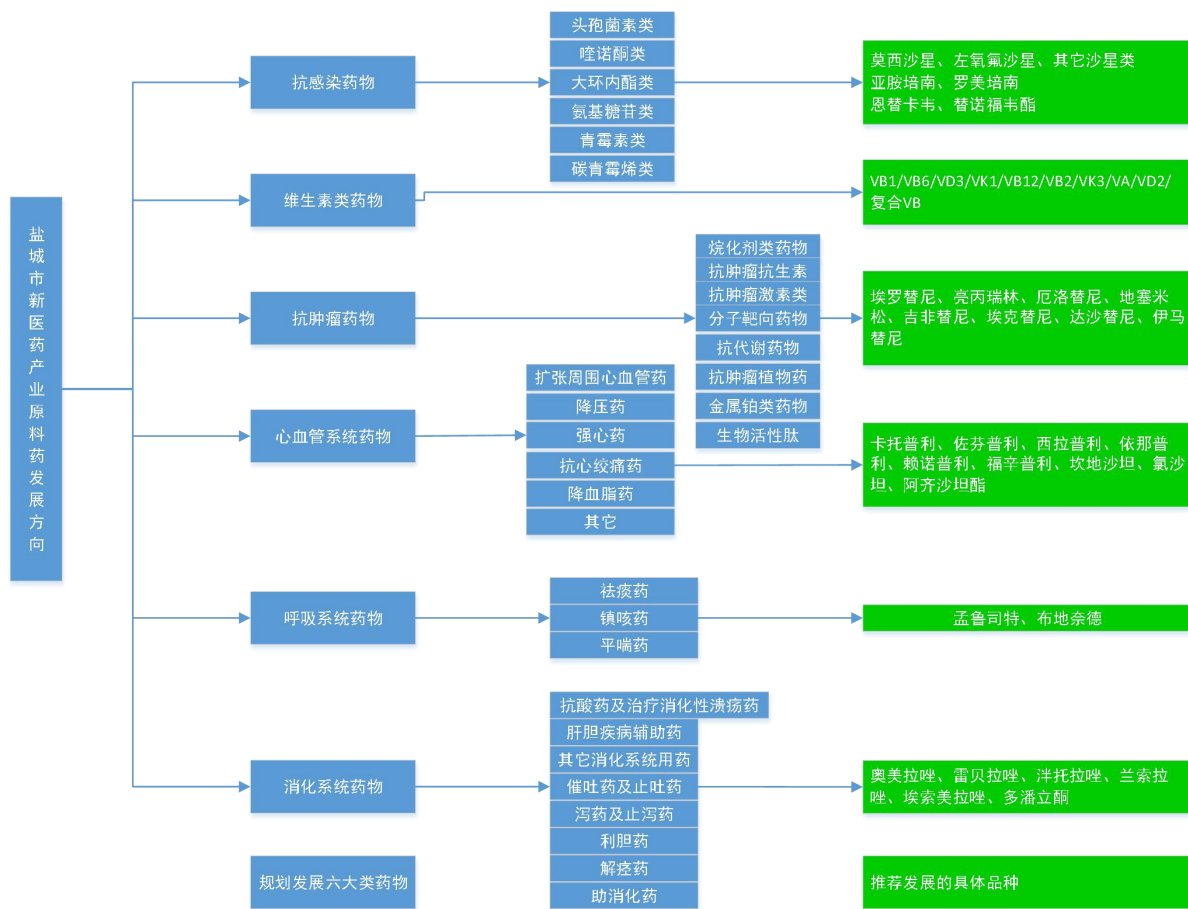 盐城市新医药产业原料药发展方向
抗感染药物
头孢菌素类
喹诺酮类
大环内酯类
氨基糖苷类
青霉素类
碳青霉烯类
莫西沙星、左氧氟沙星、其它沙星类
亚胺培南、罗美培南
恩替卡韦、替诺福韦酯
维生素类药物
VB1/VB6/VD3/VK1/VB12/VB2/VK3/VA/VD2/
复合VB
抗肿瘤药物
烷化剂类药物
抗肿瘤抗生素
抗肿瘤激素类
分子靶向药物
抗代谢药物
抗肿瘤植物药
金属铂类药物
生物活性肽
埃罗替尼、亮丙瑞林、厄洛替尼、地塞米
松、吉非替尼、埃克替尼、达沙替尼、伊马
替尼
心血管系统药物
扩张周围心血管药
降压药
强心药
抗心绞痛药
降血脂药
其它
卡托普利、佐芬普利、西拉普利、依那普
利、赖诺普利、福辛普利、坎地沙坦、氯沙
坦、阿齐沙坦酯
呼吸系统药物
祛痰药
镇咳药
平喘药
孟鲁司特、布地奈德
消化系统药物
抗酸药及治疗消化性溃疡药
肝胆疾病辅助药
其它消化系统用药
催吐药及止吐药
泻药及止泻药
利胆药
解痉药
助消化药
奥美拉唑、雷贝拉唑、泮托拉唑、兰索拉
唑、埃索美拉唑、多潘立酮
规划发展六大类药物
推荐发展的具体品种